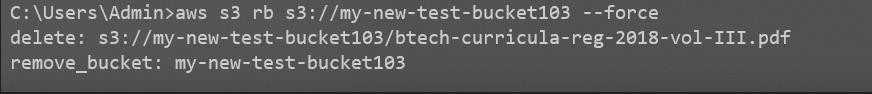 C:\Users\Admin>aws s3 rb s3://my-new-test-bucket103 --force
delete: s3://my-new-test-bucket103/btech-curricula-reg-2018-vol-III.pdf
remove_bucket: my-new-test-bucket103